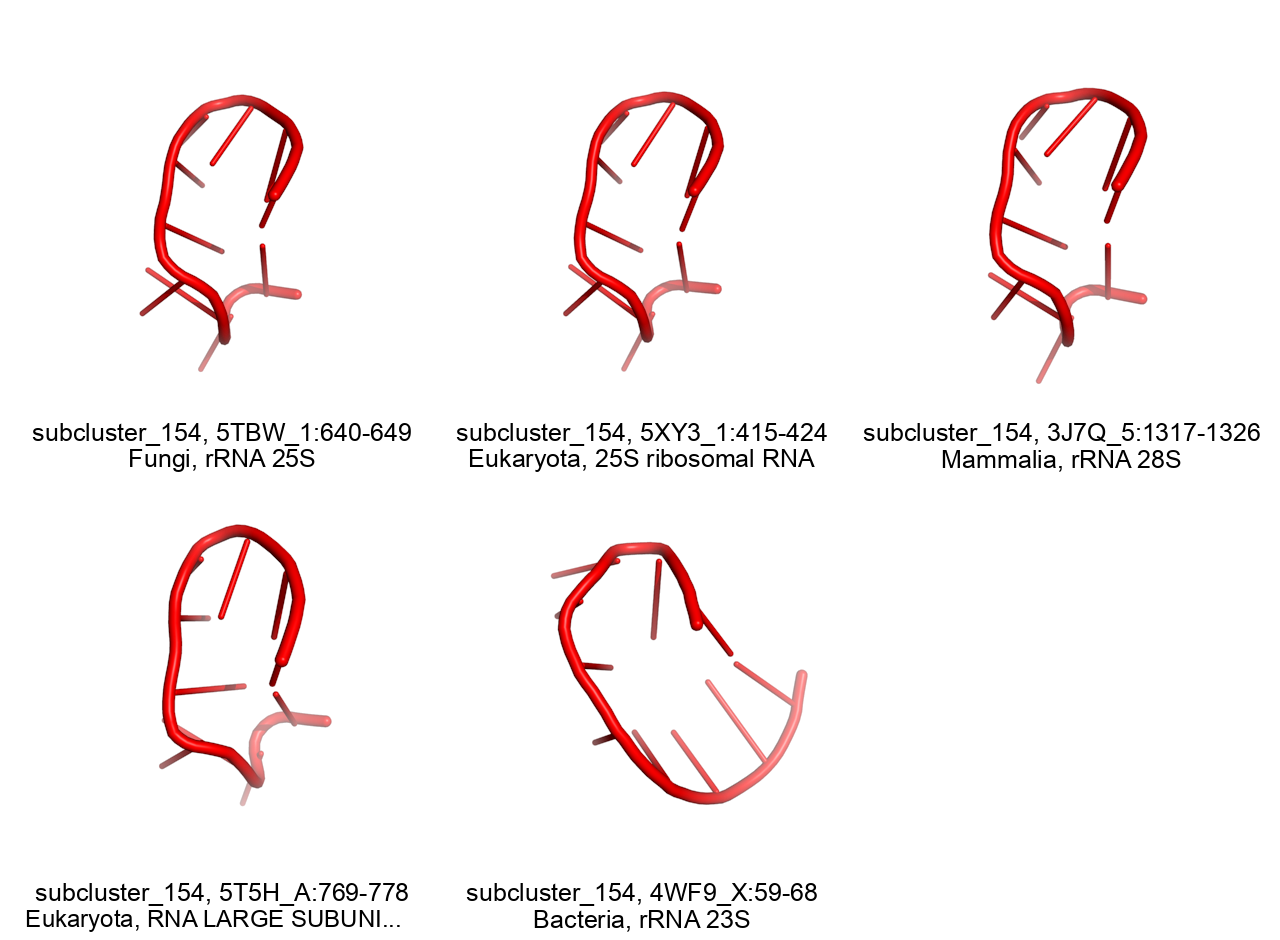 subcluster_154, 5TBW_1:640-649
Fungi, rRNA 25S
subcluster_154, 5XY3_1:415-424
Eukaryota, 25S ribosomal RNA
subcluster_154, 3J7Q_5:1317-1326
Mammalia, rRNA 28S
subcluster_154, 5T5H_A:769-778
Eukaryota, RNA LARGE SUBUNI...
subcluster_154, 4WF9_X:59-68
Bacteria, rRNA 23S